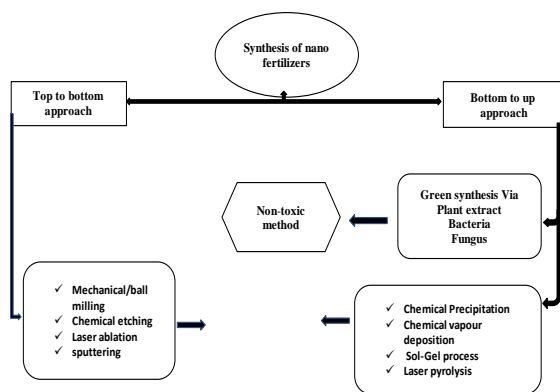 Synthesis of nano
fertilizers
Top to bottom
approach
Bottom to up
approach
Green synthesis Via
Plant extract
Bacteria
Fungus
Non-toxic
method
✓ Mechanical/ball
milling
✓ Chemical etching
✓ Laser ablation
✓ sputtering
✓ Chemical Precipitation
✓ Chemical vapour
deposition
✓ Sol-Gel process
✓ Laser pyrolysis